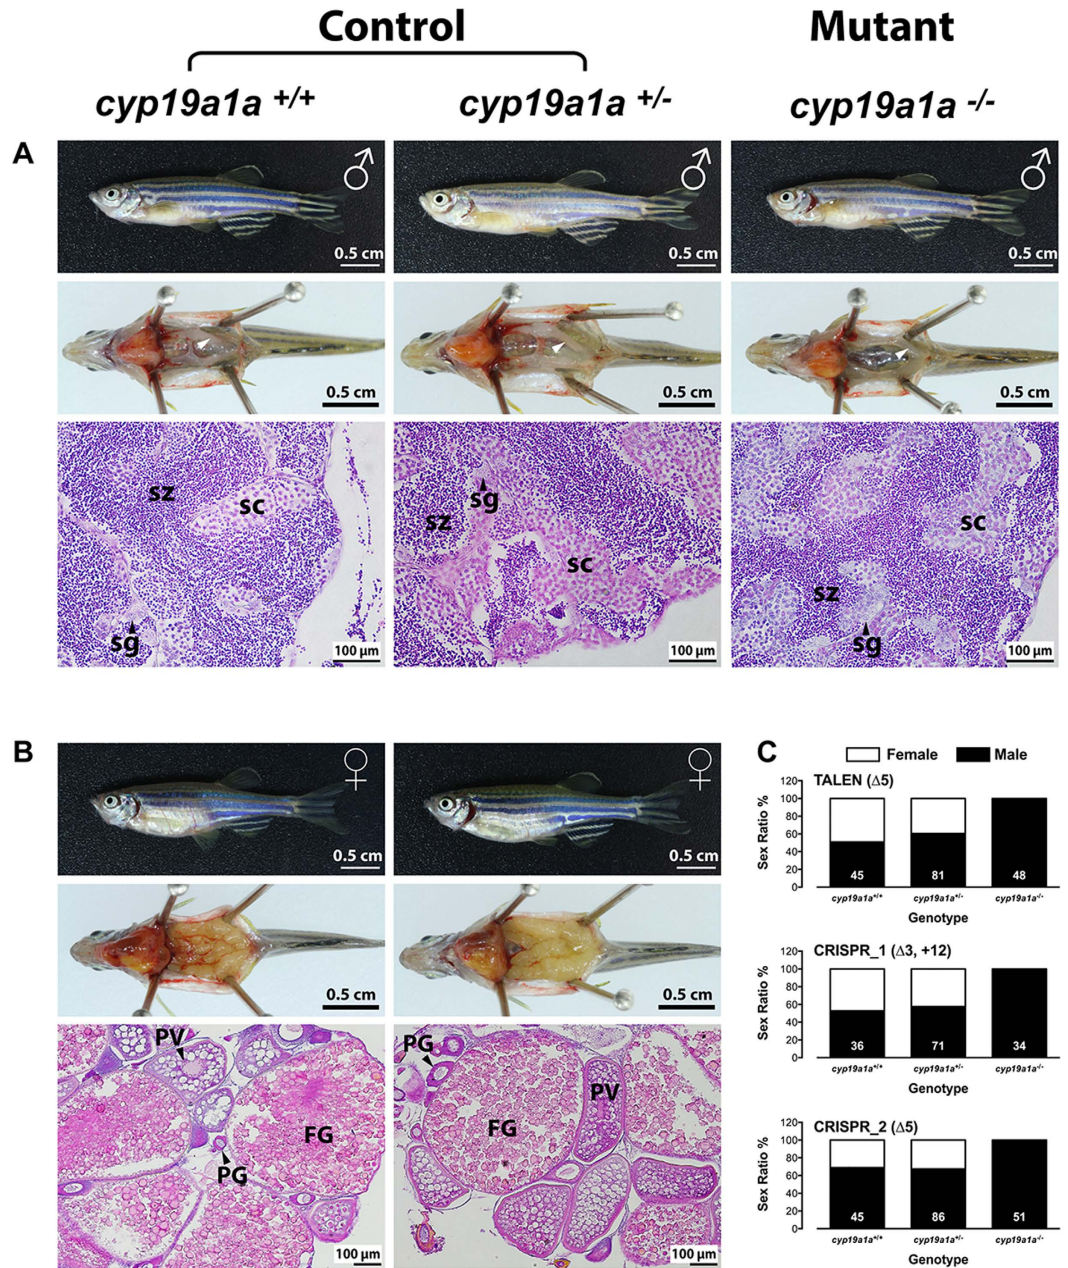 Control
Mutant
cyp19a1a +/+
cyp19a1a +/-
cyp19a1a -/-
A
♂
♂
♂
0.5 cm
0.5 cm
0.5 cm
0.5 cm
0.5 cm
0.5 cm
sz
sc
sg
100 µm
sg
sz
sc
100 µm
sc
sz
sg
100 µm
B
♀
♀
0.5 cm
0.5 cm
0.5 cm
0.5 cm
PV
FG
PG
100 µm
PG
PV
FG
100 µm
C
Female
Male
TALEN (Δ5)
Sex Ratio %
120
100
80
60
40
20
0
45
81
48
cyp19a1a+/+
cyp19a1a+/-
cyp19a1a-/-
Genotype
CRISPR_1 (Δ3, +12)
Sex Ratio %
120
100
80
60
40
20
0
36
71
34
cyp19a1a+/+
cyp19a1a+/-
cyp19a1a-/-
Genotype
CRISPR_2 (Δ5)
Sex Ratio %
120
100
80
60
40
20
0
45
86
51
cyp19a1a+/+
cyp19a1a+/-
cyp19a1a-/-
Genotype